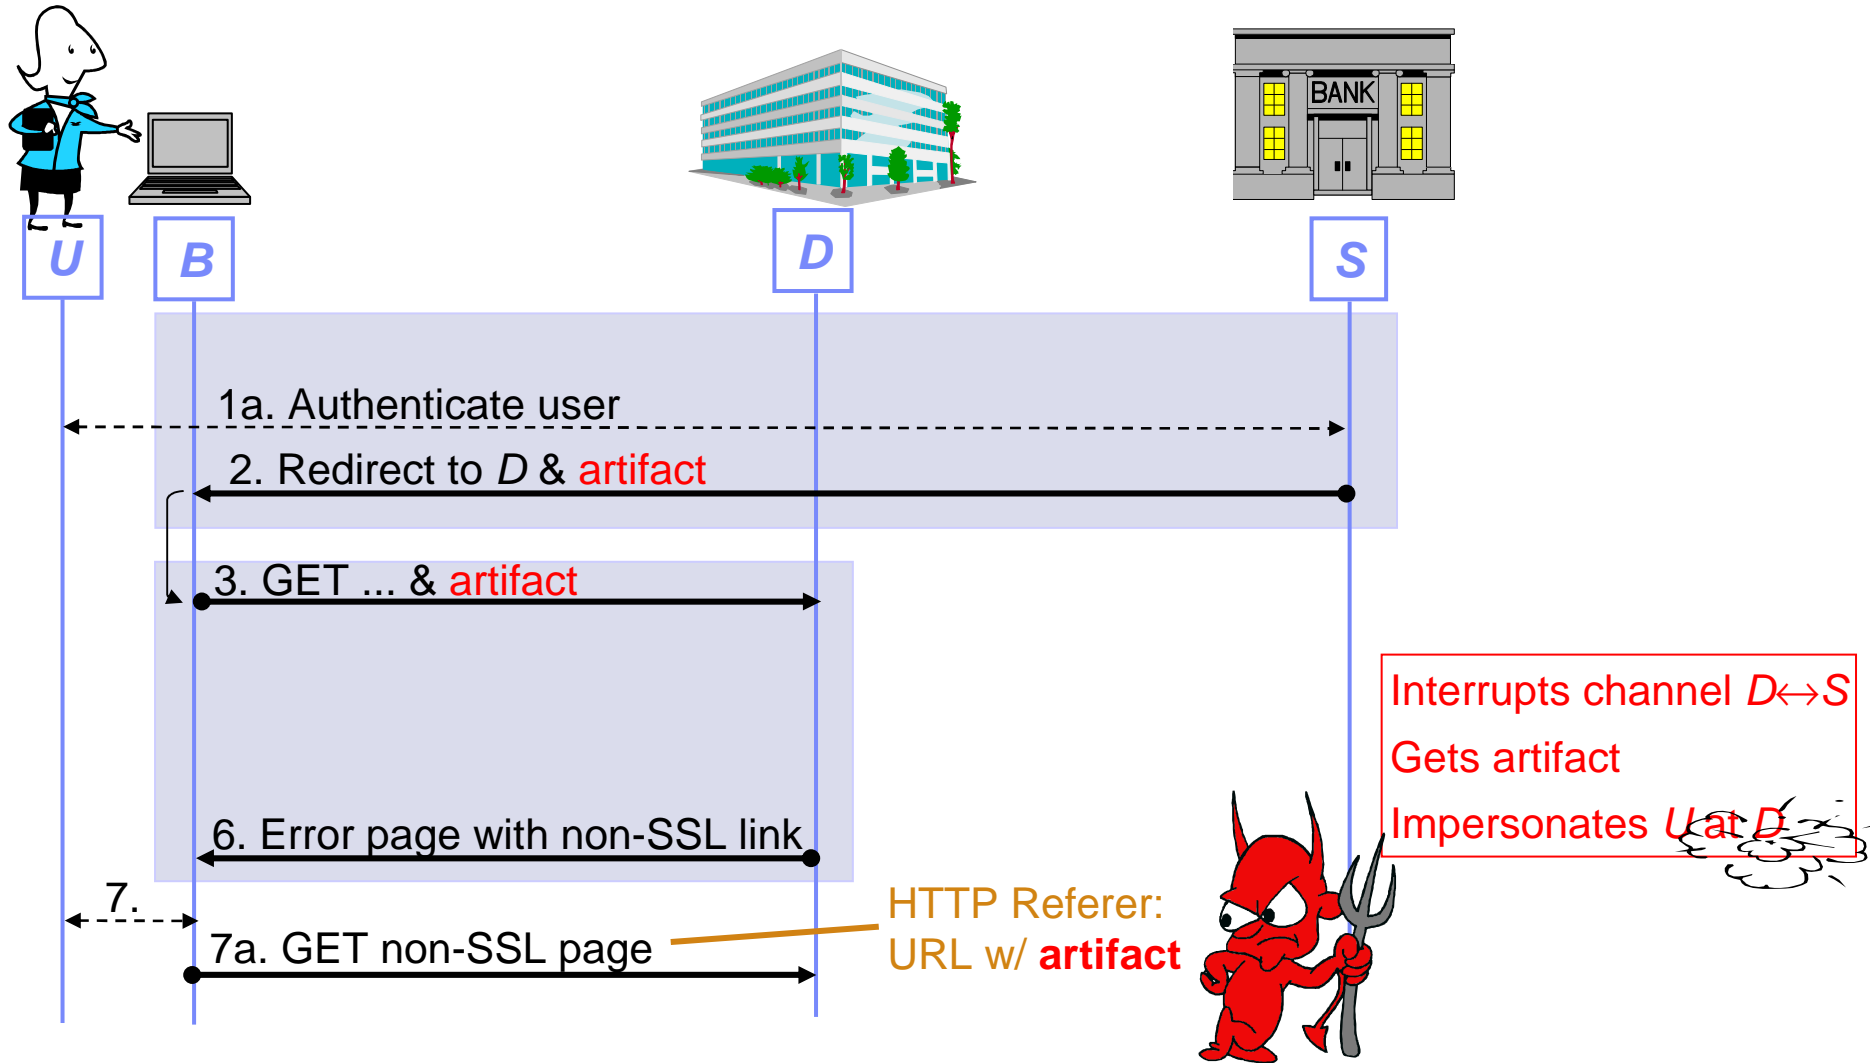 BANK
U
B
D
S
1a. Authenticate user
2. Redirect to D & artifact
3. GET ... & artifact
Interrupts channel D↔S
Gets artifact
Impersonates U at D
6. Error page with non-SSL link
7.
HTTP Referer:
7a. GET non-SSL page
URL w/ artifact